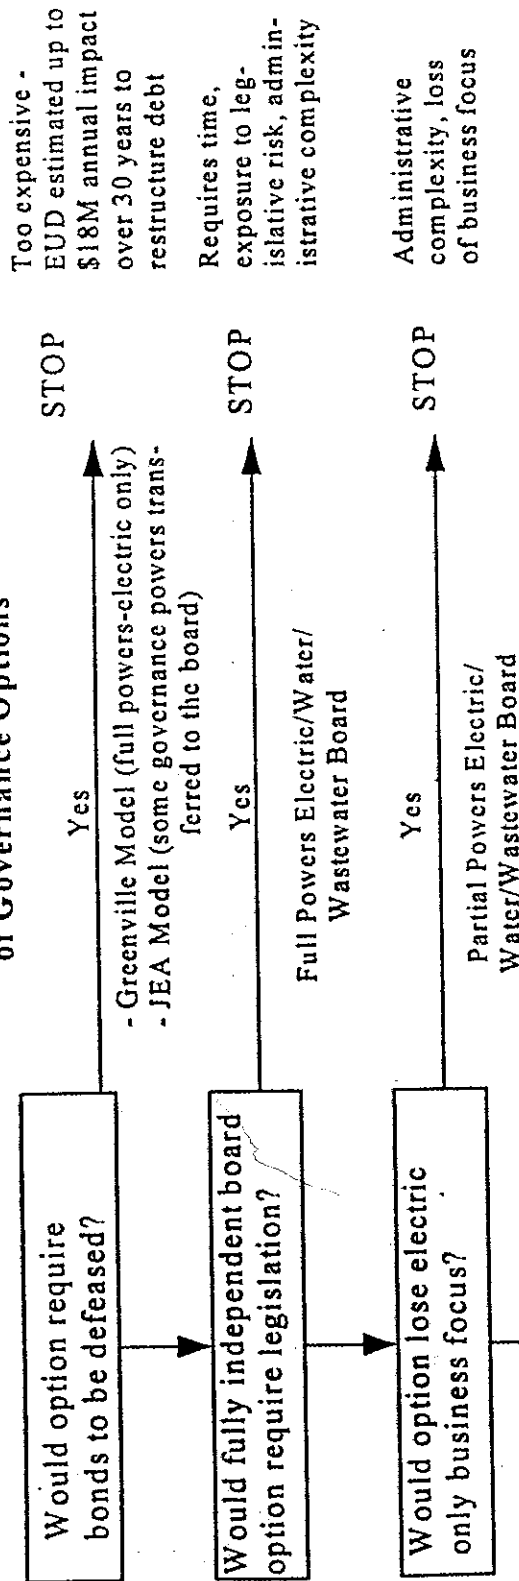 of Governance Options
Would option require
bonds to be defeased?
Yes
- Greenville Model (full powers-electric only)
- JEA Model (some governance powers trans-
ferred to the board)
STOP
Too expensive -
EUD estimated up to
$18M annual impact
over 30 years to
restructure debt
Would fully independent board
option require legislation?
Yes
Full Powers Electric/Water/
Wastewater Board
STOP
Requires time,
exposure to leg-
islative risk, admin-
istrative complexity
Would option lose electric
only business focus?
Yes
Partial Powers Electric/
Water/Wastewater Board
STOP
Administrative
complexity, loss
of business focus